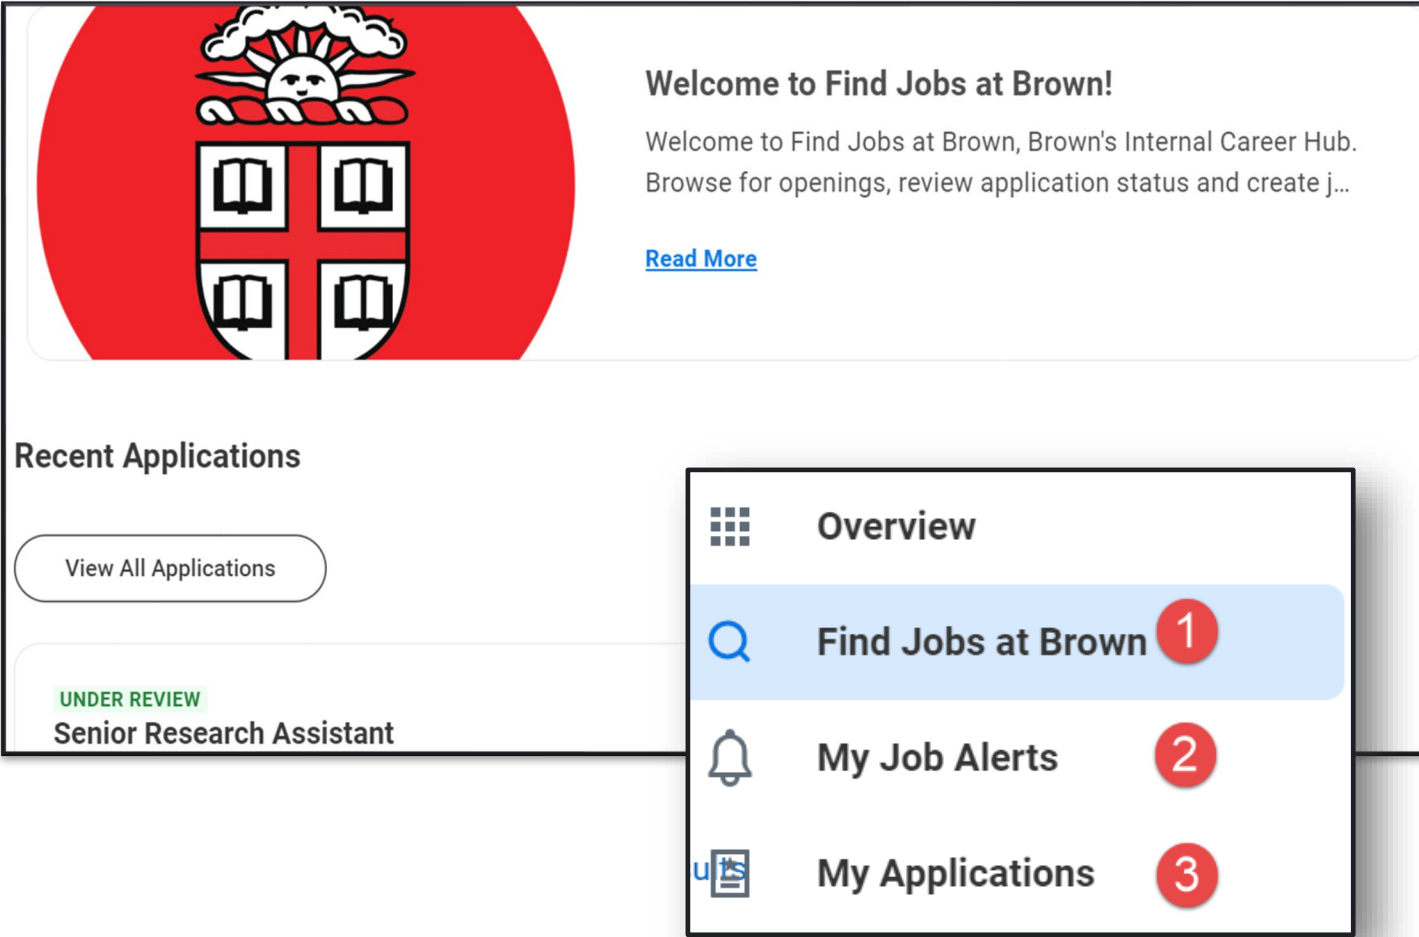 Welcome to Find Jobs at Brown!
Welcome to Find Jobs at Brown, Brown's Internal Career Hub.
Browse for openings, review application status and create j...
Read More
Recent Applications
View All Applications
UNDER REVIEW
Senior Research Assistant
Overview
Find Jobs at Brown 1
My Job Alerts 2
My Applications 3